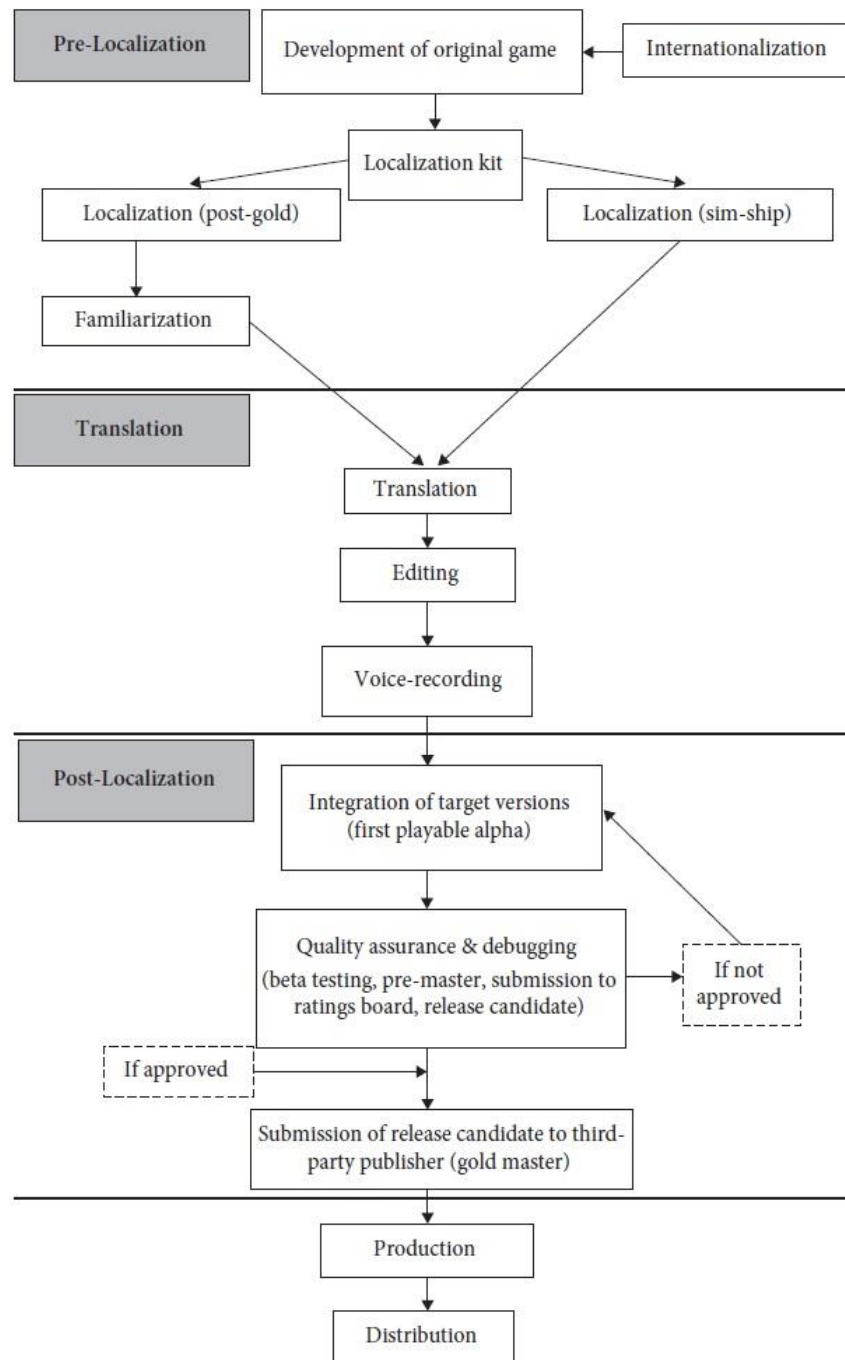 Pre-Localization
Development of original game
Internationalization
Localization kit
Localization (post-gold)
Localization (sim-ship)
Familiarization
Translation
Translation
Editing
Voice-recording
Post-Localization
Integration of target versions
(first playable alpha)
Quality assurance & debugging
(beta testing, pre-master, submission to
ratings board, release candidate)
If not
approved
If approved
Submission of release candidate to third-
party publisher (gold master)
Production
Distribution